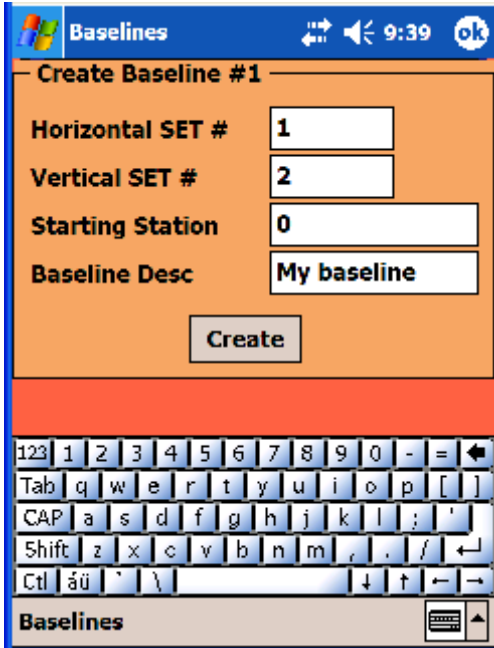 Baselines 9:39 ok
Create Baseline #1
Horizontal SET # 1
Vertical SET # 2
Starting Station 0
Baseline Desc My baseline
Create
123 1 2 3 4 5 6 7 8 9 0 - = 🡄
Tab q w e r t y u i o p [ ]
CAP a s d f g h j k l ; '
Shift z x c v b n m , . / ↵
Ctl áü ` \ ↓ ↑ ← →
Baselines